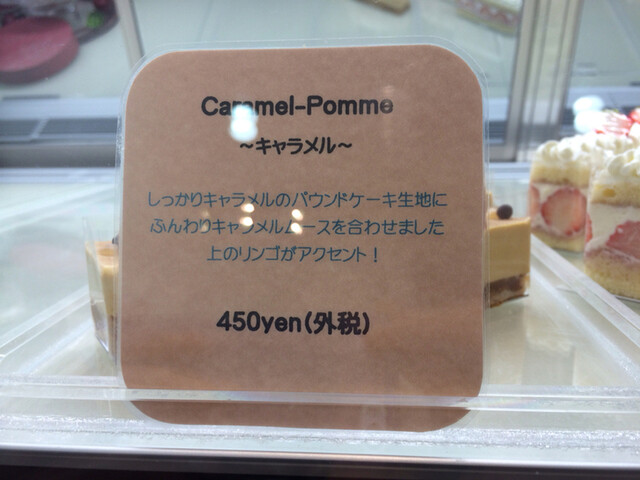 Caramel-Pomme
～キャラメル～
しっかりキャラメルのパウンドケーキ生地に
ふんわりキャラメルムースを合わせました
上のリンゴがアクセント！
450yen(外税)